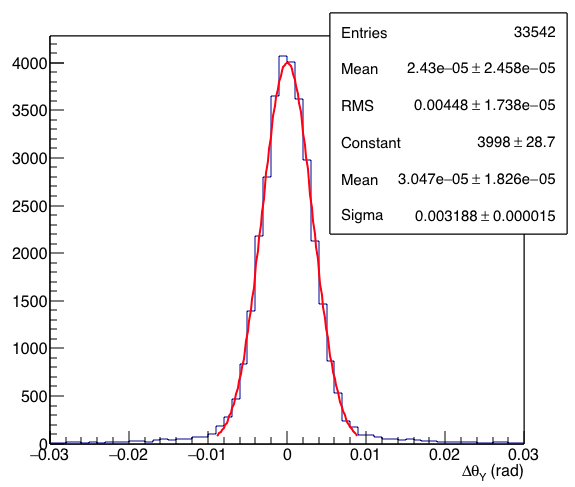 Entries 33542
Mean 2.43e−05 ± 2.458e−05
RMS 0.00448 ± 1.738e−05
Constant 3998 ± 28.7
Mean 3.047e−05 ± 1.826e−05
Sigma 0.003188 ± 0.000015
4000
3500
3000
2500
2000
1500
1000
500
0
−0.03 −0.02 −0.01 0 0.01 0.02 0.03
Δθ_Y (rad)